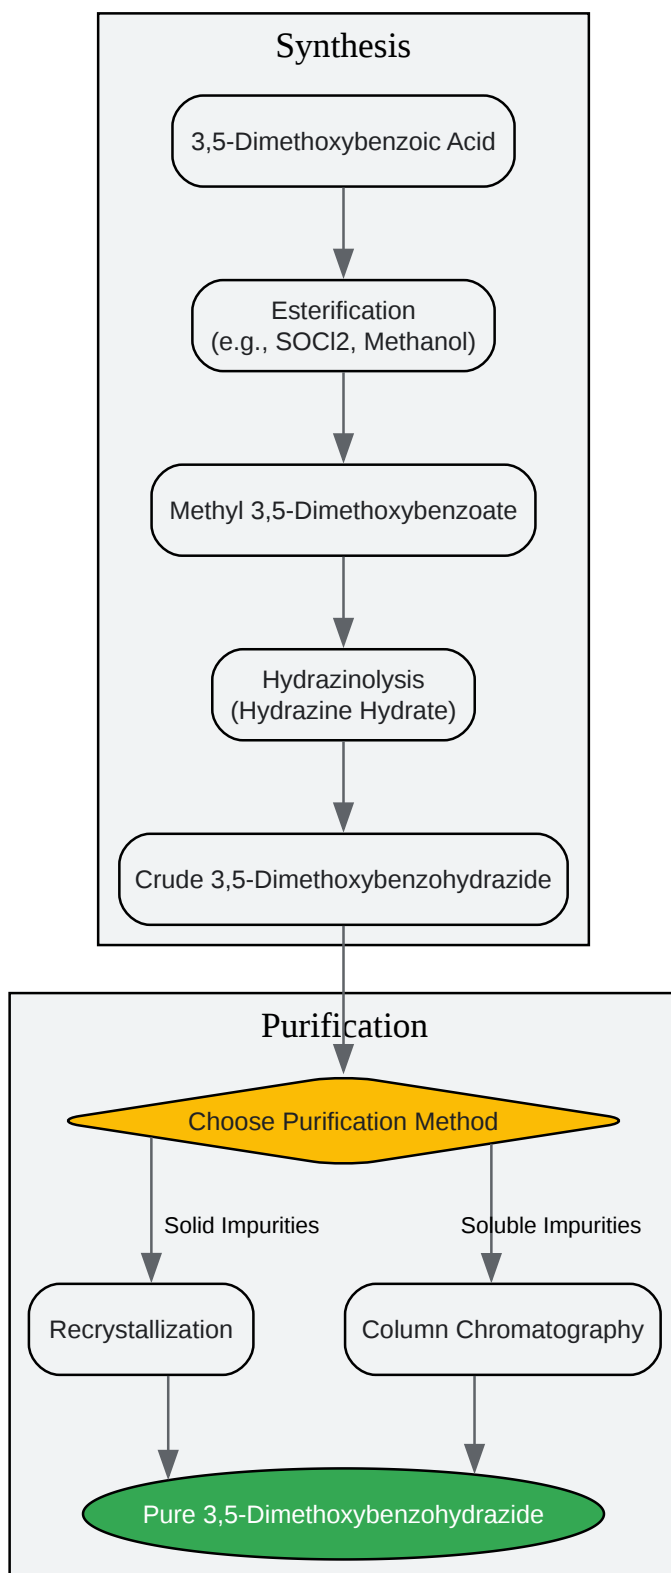 Synthesis
3,5-Dimethoxybenzoic Acid
Esterification
(e.g., SOCl2, Methanol)
Methyl 3,5-Dimethoxybenzoate
Hydrazinolysis
(Hydrazine Hydrate)
Crude 3,5-Dimethoxybenzohydrazide
Purification
Choose Purification Method
Solid Impurities
Soluble Impurities
Recrystallization
Column Chromatography
Pure 3,5-Dimethoxybenzohydrazide